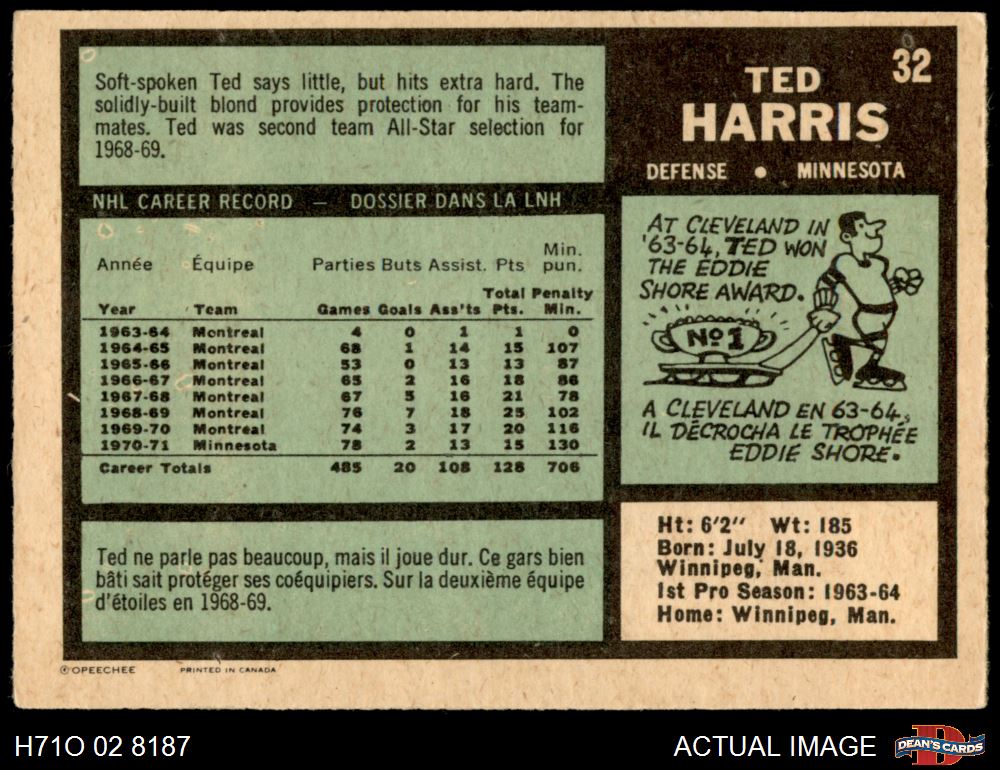 32
TED
HARRIS
DEFENSE • MINNESOTA
Soft-spoken Ted says little, but hits extra hard. The
solidly-built blond provides protection for his team-
mates. Ted was second team All-Star selection for
1968-69.
NHL CAREER RECORD — DOSSIER DANS LA LNH
Année Équipe Parties Buts Assist. Pts Min. pun.
Year Team Games Goals Ass'ts Total Pts. Penalty Min.
1963-64 Montreal 4 0 1 1 0
1964-65 Montreal 68 1 14 15 107
1965-66 Montreal 53 0 13 13 87
1966-67 Montreal 65 2 16 18 86
1967-68 Montreal 67 5 16 21 78
1968-69 Montreal 76 7 18 25 102
1969-70 Montreal 74 3 17 20 116
1970-71 Minnesota 78 2 13 15 130
Career Totals 485 20 108 128 706
Ted ne parle pas beaucoup, mais il joue dur. Ce gars bien
bâti sait protéger ses coéquipiers. Sur la deuxième équipe
d'étoiles en 1968-69.
AT CLEVELAND IN
'63-64, TED WON
THE EDDIE
SHORE AWARD.
Nº 1
A CLEVELAND EN 63-64,
IL DÉCROCHA LE TROPHÉE
EDDIE SHORE.
Ht: 6'2" Wt: 185
Born: July 18, 1936
Winnipeg, Man.
1st Pro Season: 1963-64
Home: Winnipeg, Man.
© OPEECHEE PRINTED IN CANADA
H71O 02 8187
ACTUAL IMAGE
D
DEAN'S CARDS